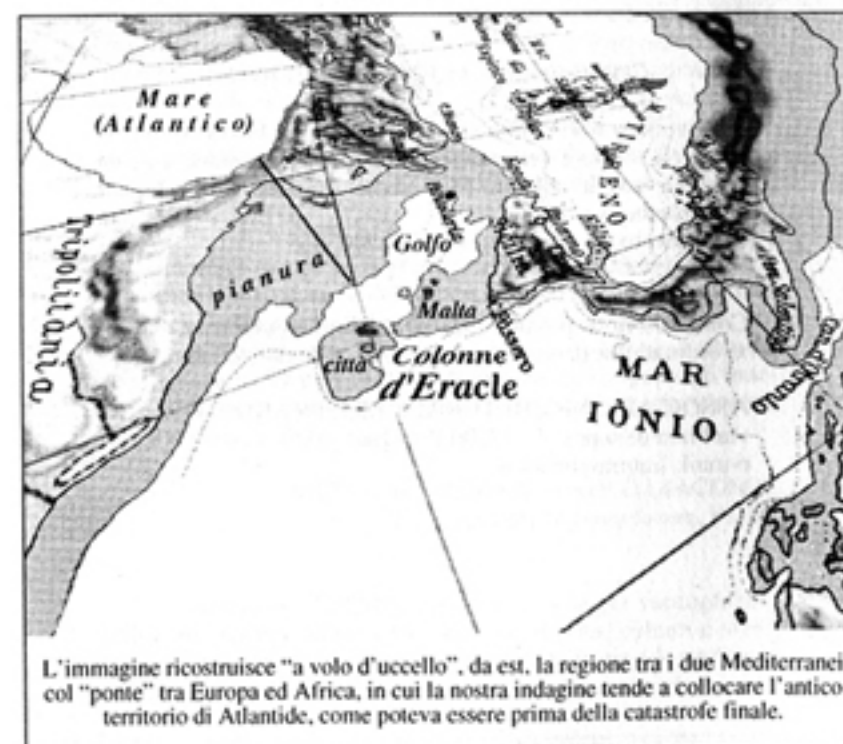 Mare
(Atlantico)
Tripolitania
pianura
Golfo
Malta
città
Colonne
d'Eracle
Sicilia
TIRRENO
MAR
IÒNIO
L'immagine ricostruisce “a volo d'uccello”, da est, la regione tra i due Mediterranei
col “ponte” tra Europa ed Africa, in cui la nostra indagine tende a collocare l'antico
territorio di Atlantide, come poteva essere prima della catastrofe finale.